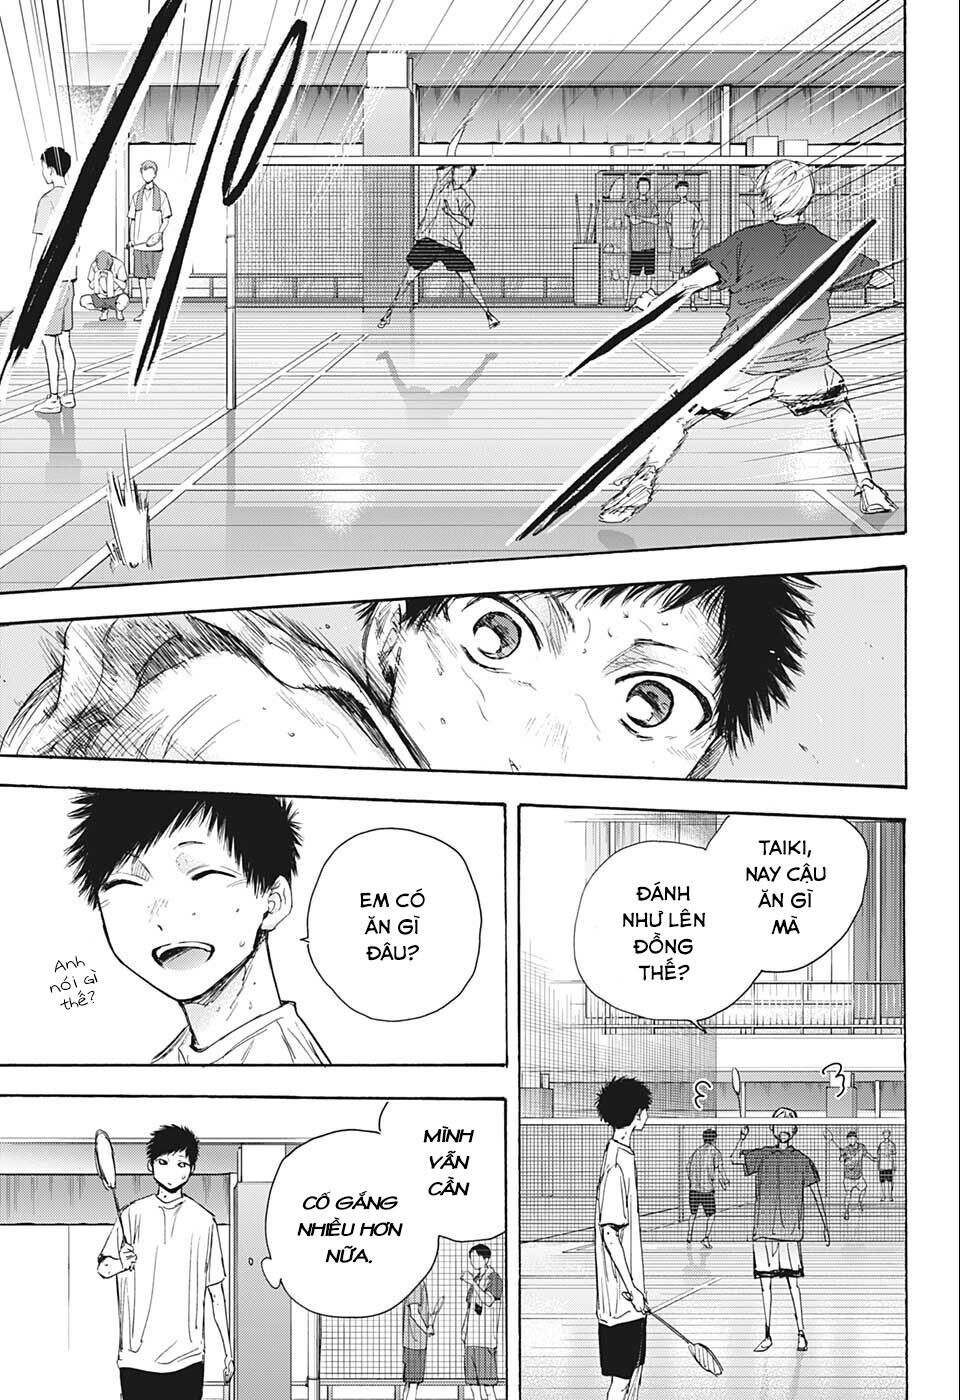 TAIKI,
NAY CẬU
ĂN GÌ
MÀ
ĐÁNH
NHƯ LÊN
ĐỒNG
THẾ?
EM CÓ
ĂN GÌ
ĐÂU?
Anh
nói gì
thế?
MÌNH
VẪN
CẦN
CỐ GẮNG
NHIỀU HƠN
NỮA.